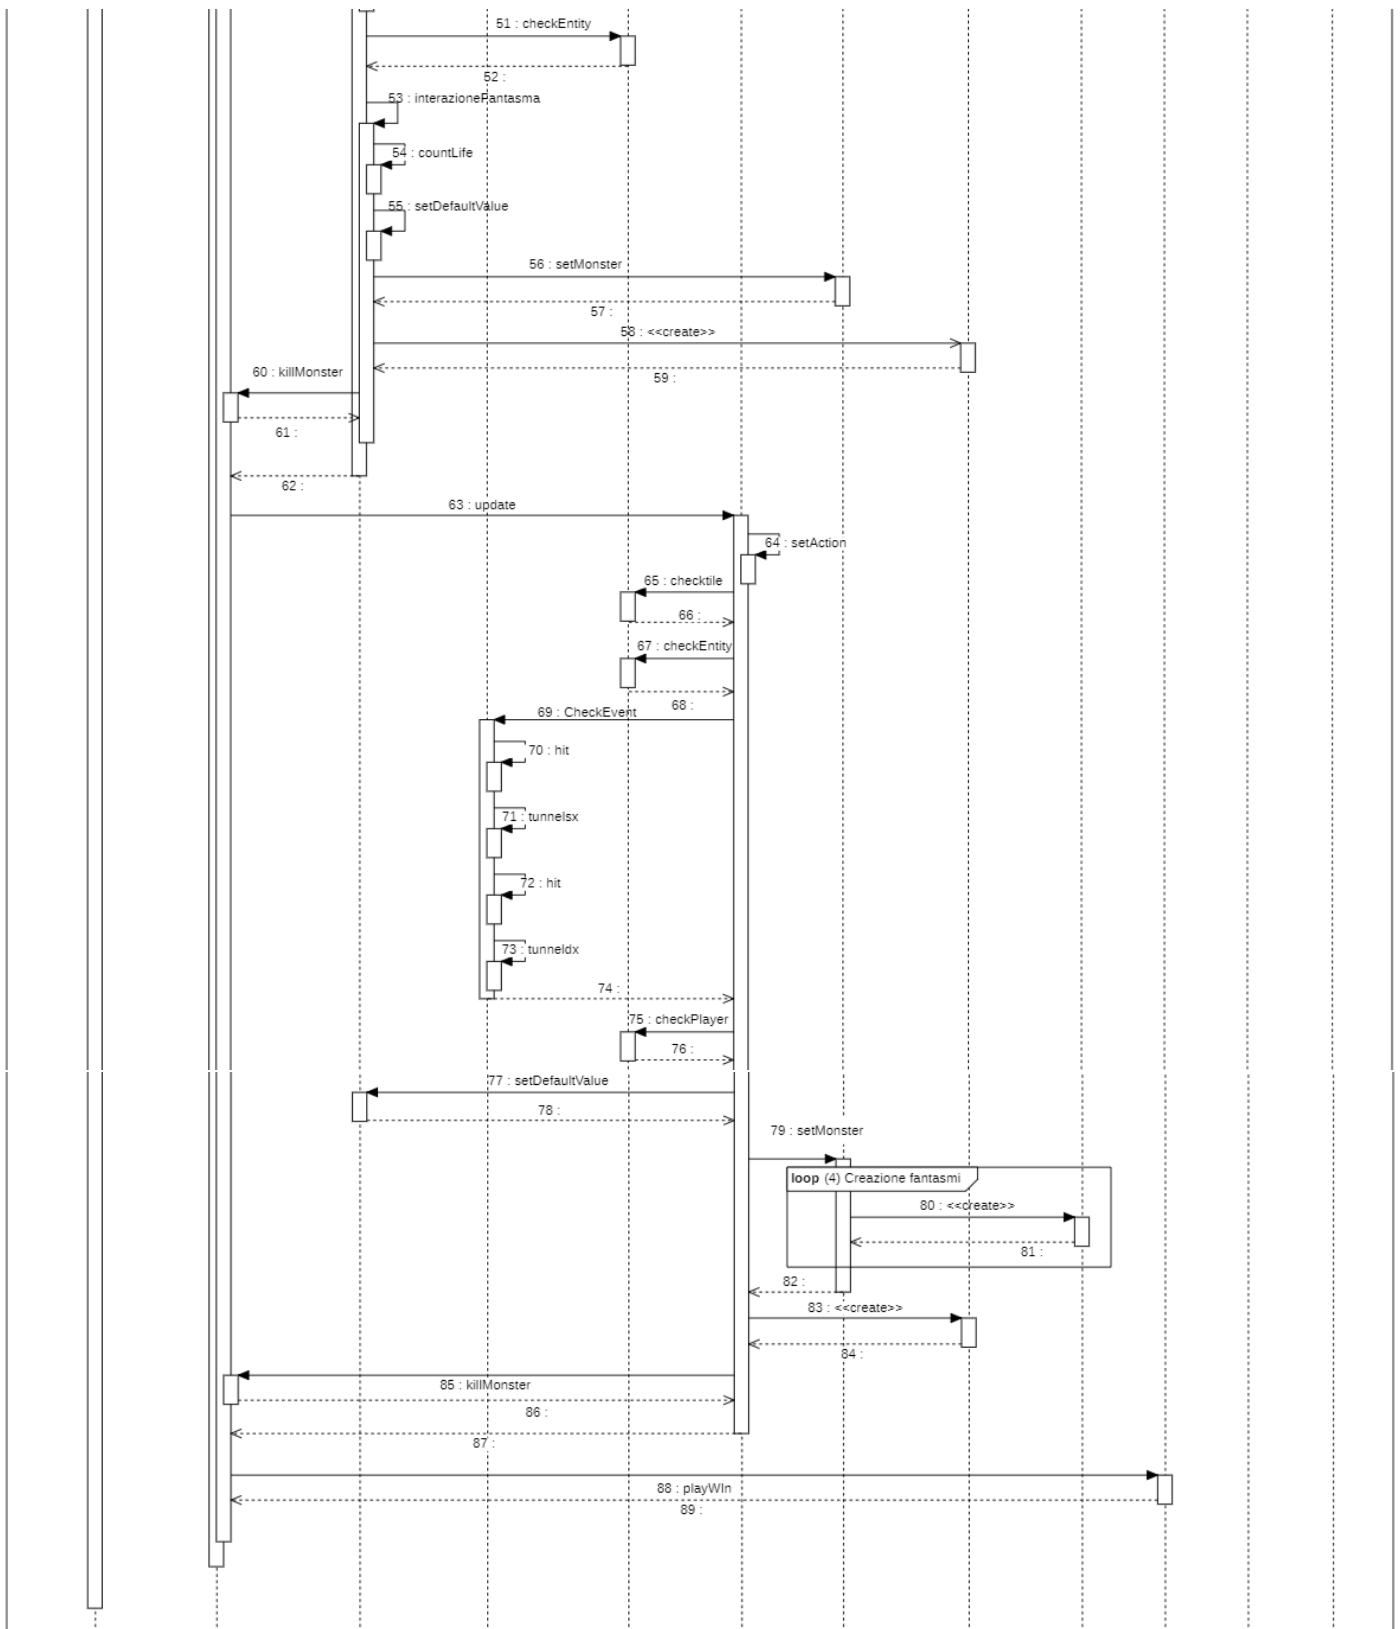 51 : checkEntity
52 :
53 : interazioneFantasma
54 : countLife
55 : setDefaultValue
56 : setMonster
57 :
58 : <<create>>
59 :
60 : killMonster
61 :
62 :
63 : update
64 : setAction
65 : checktile
66 :
67 : checkEntity
68 :
69 : CheckEvent
70 : hit
71 : tunnelsx
72 : hit
73 : tunneldx
74 :
75 : checkPlayer
76 :
77 : setDefaultValue
78 :
79 : setMonster
loop (4) Creazione fantasmi
80 : <<create>>
81 :
82 :
83 : <<create>>
84 :
85 : killMonster
86 :
87 :
88 : playWIn
89 :